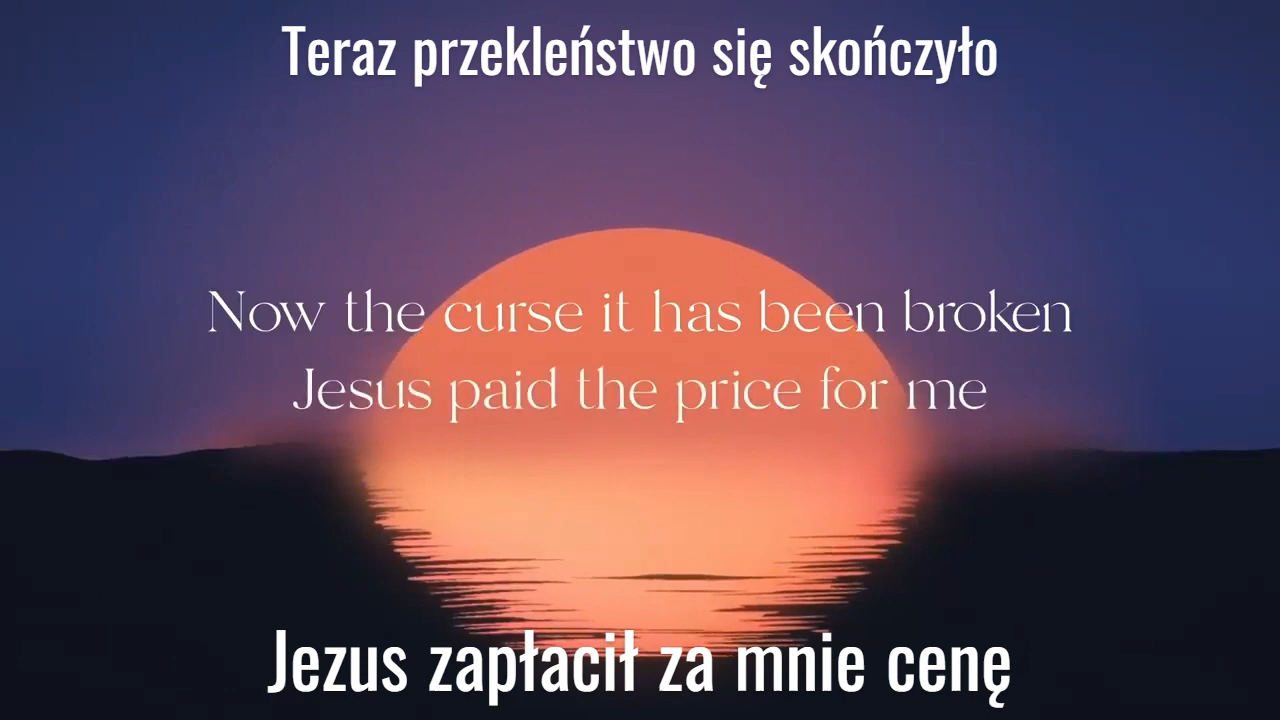 Teraz przekleństwo się skończyło
Now the curse it has been broken
Jesus paid the price for me
Jezus zapłacił za mnie cenę